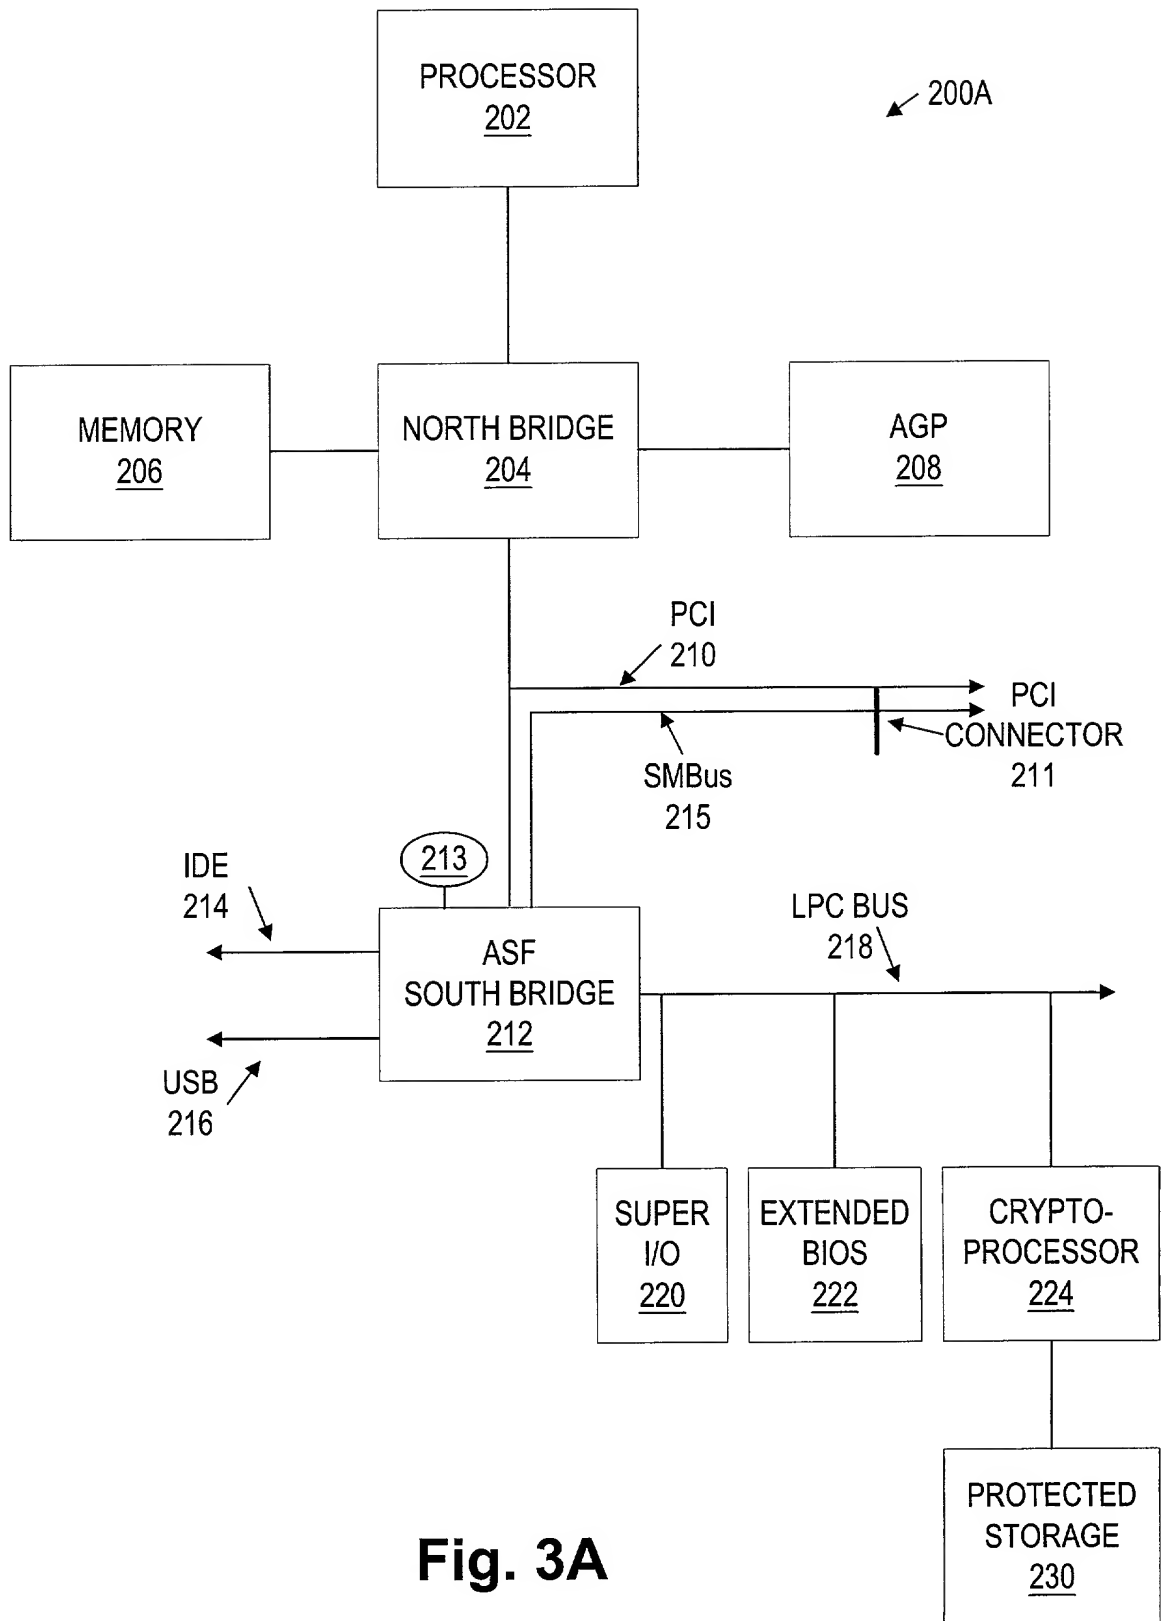 PROCESSOR
202
200A
MEMORY
206
NORTH BRIDGE
204
AGP
208
PCI
210
PCI
CONNECTOR
211
SMBus
215
213
IDE
214
ASF
SOUTH BRIDGE
212
LPC BUS
218
USB
216
SUPER
I/O
220
EXTENDED
BIOS
222
CRYPTO-
PROCESSOR
224
PROTECTED
STORAGE
230
Fig. 3A